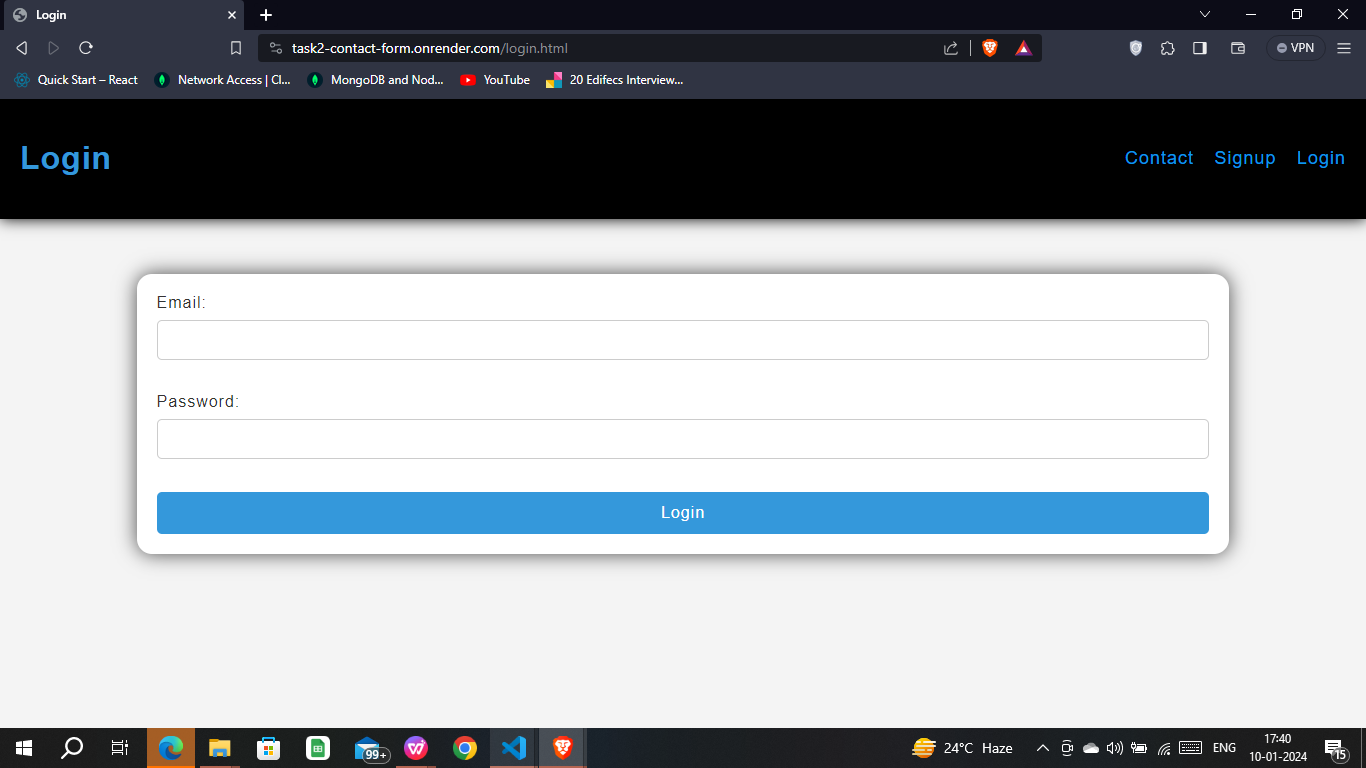 Login
task2-contact-form.onrender.com/login.html
VPN
Quick Start – React
Network Access | Cl...
MongoDB and Nod...
YouTube
20 Edifecs Interview...
Login
Contact
Signup
Login
Email:
Password:
Login
99+
24°C Haze
ENG
17:40
10-01-2024
15